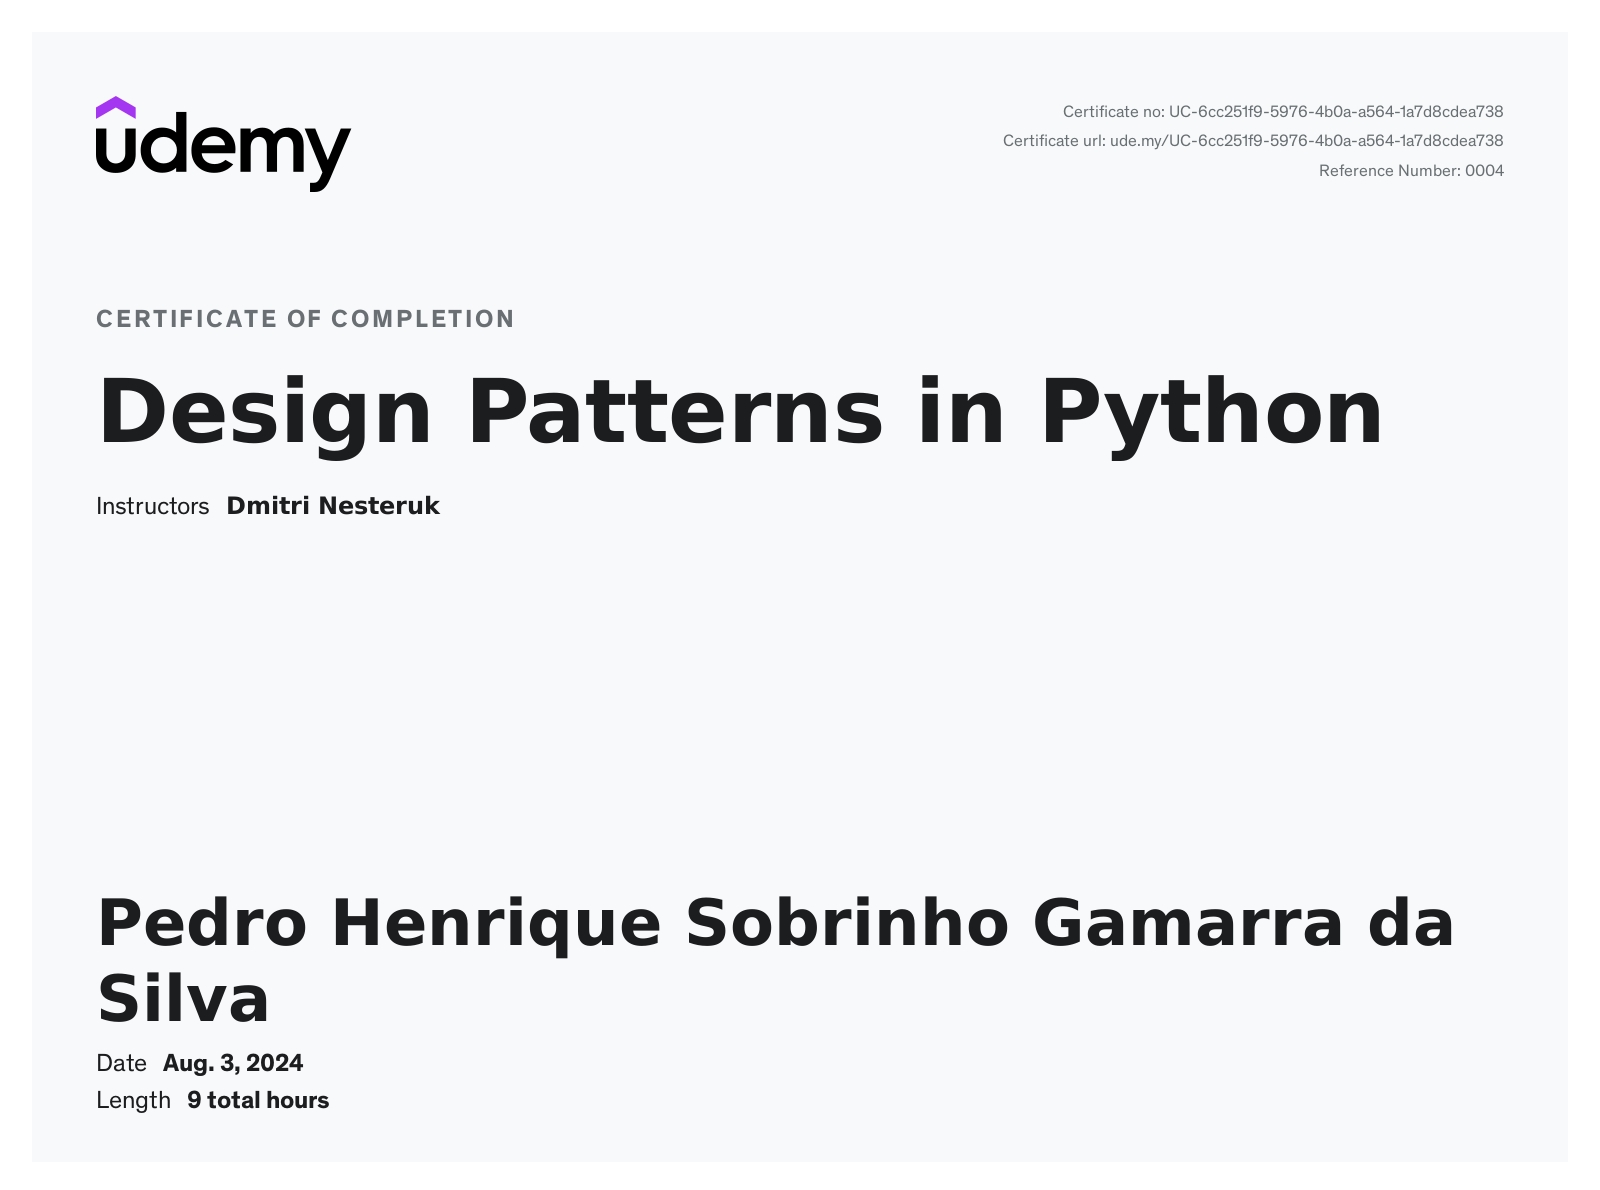 udemy
Certificate no: UC-6cc251f9-5976-4b0a-a564-1a7d8cdea738
Certificate url: ude.my/UC-6cc251f9-5976-4b0a-a564-1a7d8cdea738
Reference Number: 0004
CERTIFICATE OF COMPLETION
Design Patterns in Python
Instructors Dmitri Nesteruk
Pedro Henrique Sobrinho Gamarra da
Silva
Date Aug. 3, 2024
Length 9 total hours